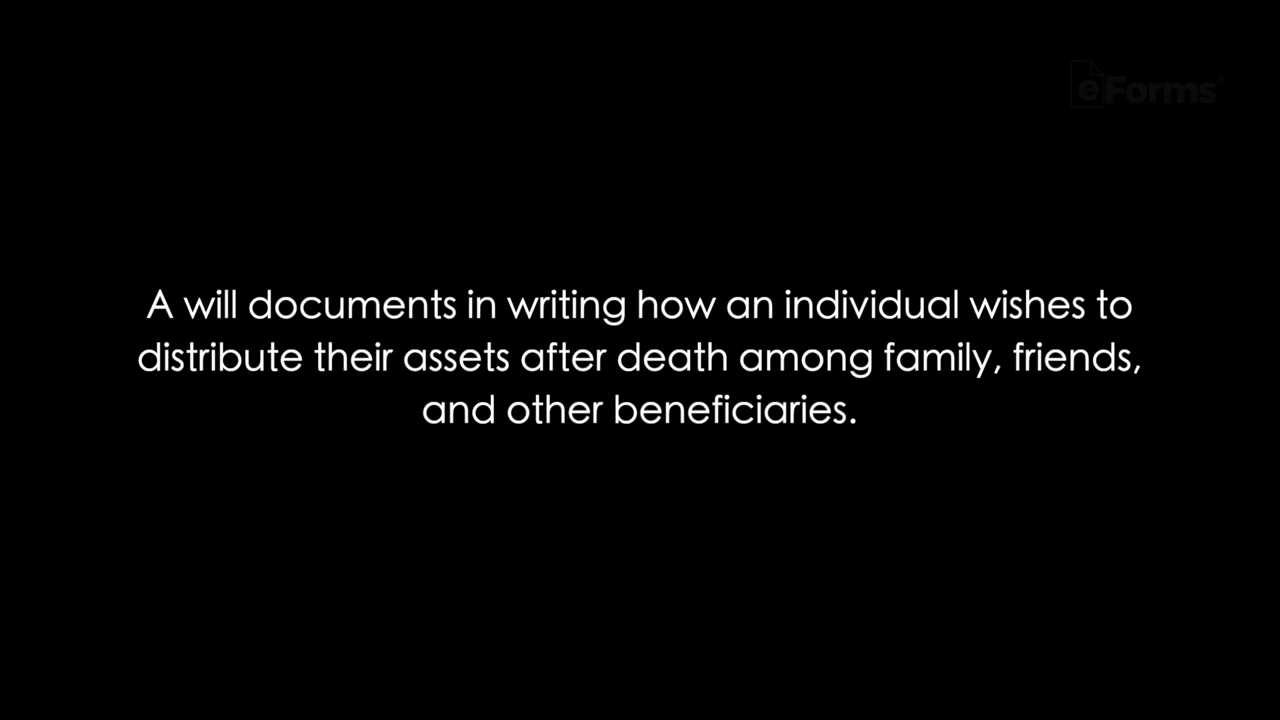 eForms
A will documents in writing how an individual wishes to
distribute their assets after death among family, friends,
and other beneficiaries.